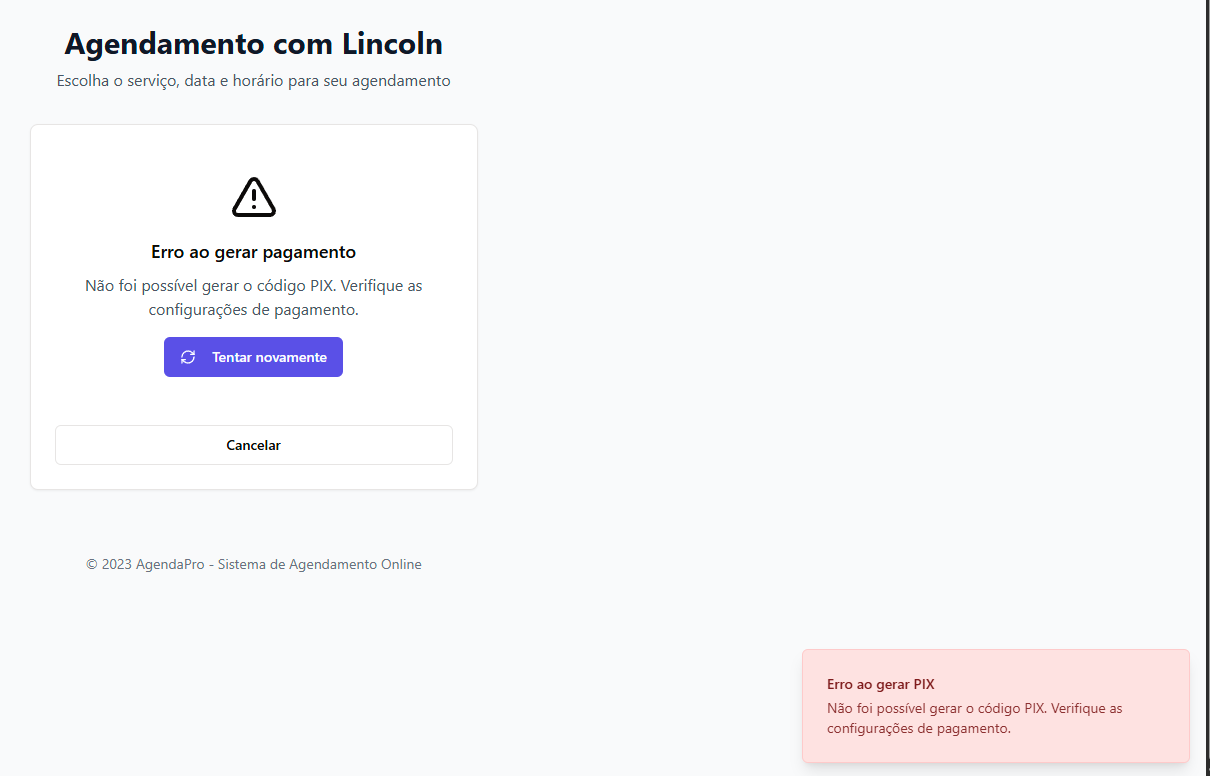 Agendamento com Lincoln
Escolha o serviço, data e horário para seu agendamento
Erro ao gerar pagamento
Não foi possível gerar o código PIX. Verifique as
configurações de pagamento.
Tentar novamente
Cancelar
© 2023 AgendaPro - Sistema de Agendamento Online
Erro ao gerar PIX
Não foi possível gerar o código PIX. Verifique as
configurações de pagamento.